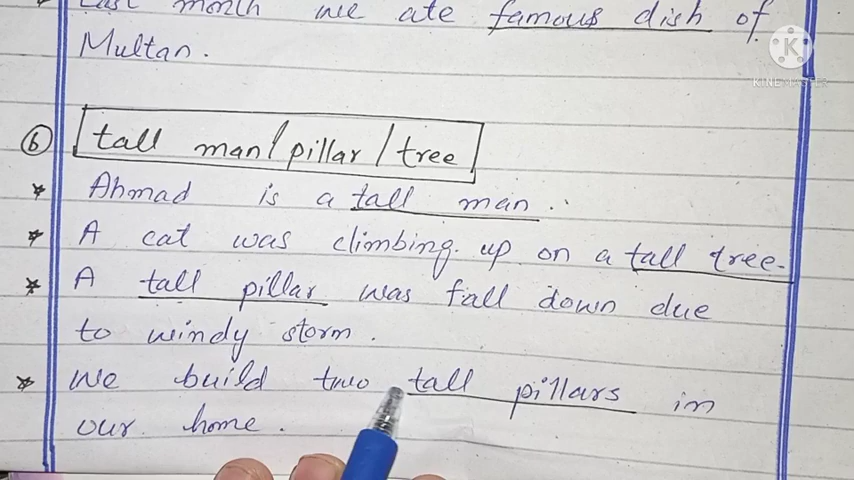 Last month we ate famous dish of
Multan.
6 tall man/pillar/tree
* Ahmad is a tall man.
* A cat was climbing up on a tall tree.
* A tall pillar was fall down due
to windy storm.
* We build two tall pillars in
our home.
K
KINEMASTER